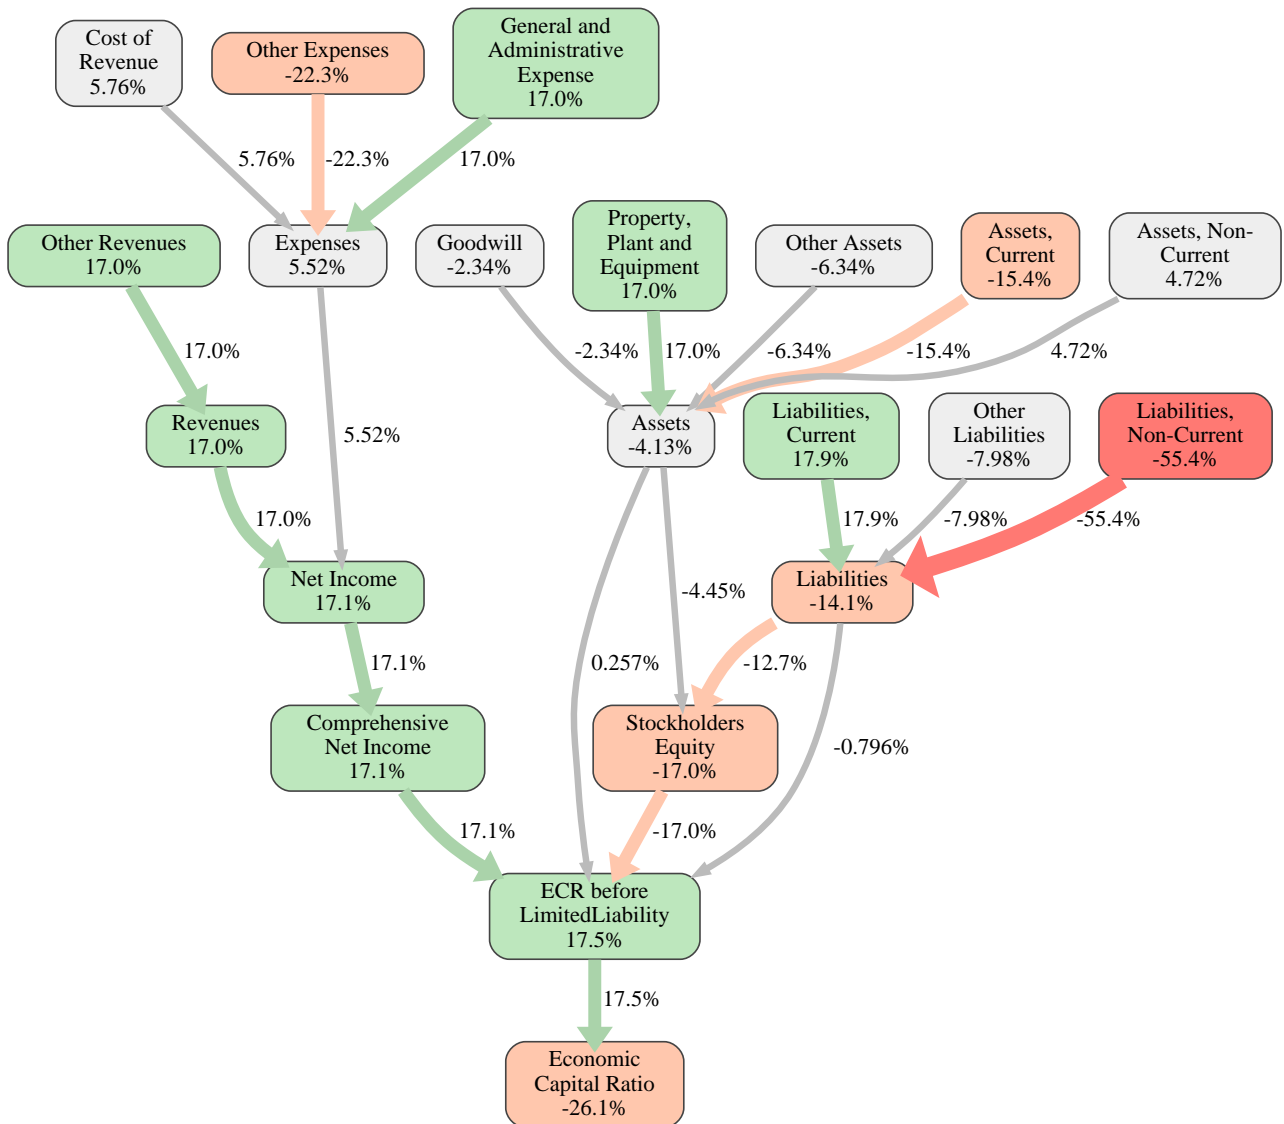 Cost of
Revenue
5.76%
Other Expenses
-22.3%
General and
Administrative
Expense
17.0%
5.76%
-22.3%
17.0%
Other Revenues
17.0%
Expenses
5.52%
Goodwill
-2.34%
Property,
Plant and
Equipment
17.0%
Other Assets
-6.34%
Assets,
Current
-15.4%
Assets, Non-
Current
4.72%
17.0%
-2.34%
17.0%
-6.34%
-15.4%
4.72%
Revenues
17.0%
5.52%
Assets
-4.13%
Liabilities,
Current
17.9%
Other
Liabilities
-7.98%
Liabilities,
Non-Current
-55.4%
17.0%
17.9%
-7.98%
-55.4%
Net Income
17.1%
-4.45%
Liabilities
-14.1%
17.1%
0.257%
-12.7%
Comprehensive
Net Income
17.1%
Stockholders
Equity
-17.0%
-0.796%
17.1%
-17.0%
ECR before
LimitedLiability
17.5%
17.5%
Economic
Capital Ratio
-26.1%